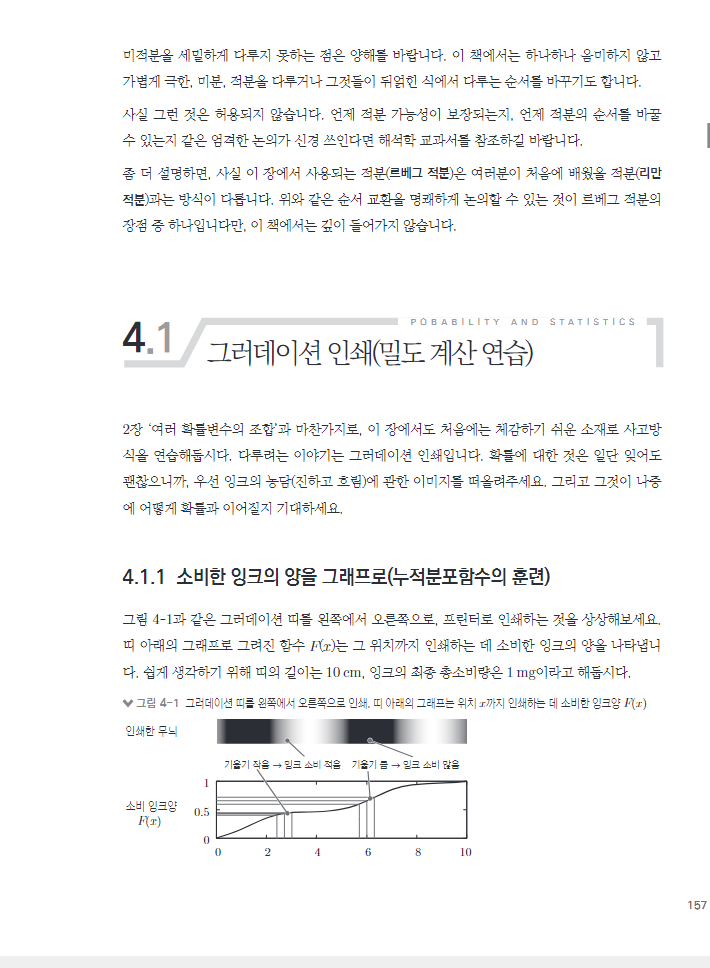 미적분을 세밀하게 다루지 못하는 점은 양해를 바랍니다. 이 책에서는 하나하나 음미하지 않고
가볍게 극한, 미분, 적분을 다루거나 그것들이 뒤얽힌 식에서 다루는 순서를 바꾸기도 합니다.
사실 그런 것은 허용되지 않습니다. 언제 적분 가능성이 보장되는지, 언제 적분의 순서를 바꿀
수 있는지 같은 엄격한 논의가 신경 쓰인다면 해석학 교과서를 참조하길 바랍니다.
좀 더 설명하면, 사실 이 장에서 사용되는 적분(르베그 적분)은 여러분이 처음에 배웠을 적분(리만
적분)과는 방식이 다릅니다. 위와 같은 순서 교환을 명쾌하게 논의할 수 있는 것이 르베그 적분의
장점 중 하나입니다만, 이 책에서는 깊이 들어가지 않습니다.
POBABILITY AND STATISTICS
4.1 그러데이션 인쇄(밀도 계산 연습)
2장 ‘여러 확률변수의 조합’과 마찬가지로, 이 장에서도 처음에는 체감하기 쉬운 소재로 사고방
식을 연습해둡시다. 다루려는 이야기는 그러데이션 인쇄입니다. 확률에 대한 것은 일단 잊어도
괜찮으니까, 우선 잉크의 농담(진하고 흐림)에 관한 이미지를 떠올려주세요. 그리고 그것이 나중
에 어떻게 확률과 이어질지 기대하세요.
4.1.1 소비한 잉크의 양을 그래프로(누적분포함수의 훈련)
그림 4-1과 같은 그러데이션 띠를 왼쪽에서 오른쪽으로, 프린터로 인쇄하는 것을 상상해보세요.
띠 아래의 그래프로 그려진 함수 F(x)는 그 위치까지 인쇄하는 데 소비한 잉크의 양을 나타냅니
다. 쉽게 생각하기 위해 띠의 길이는 10 cm, 잉크의 최종 총소비량은 1 mg이라고 해둡시다.
그림 4-1 그러데이션 띠를 왼쪽에서 오른쪽으로 인쇄. 띠 아래의 그래프는 위치 x까지 인쇄하는 데 소비한 잉크양 F(x)
인쇄한 무늬
기울기 작음 → 잉크 소비 적음 기울기 큼 → 잉크 소비 많음
1
소비 잉크양 0.5
F(x)
0
0 2 4 6 8 10
157